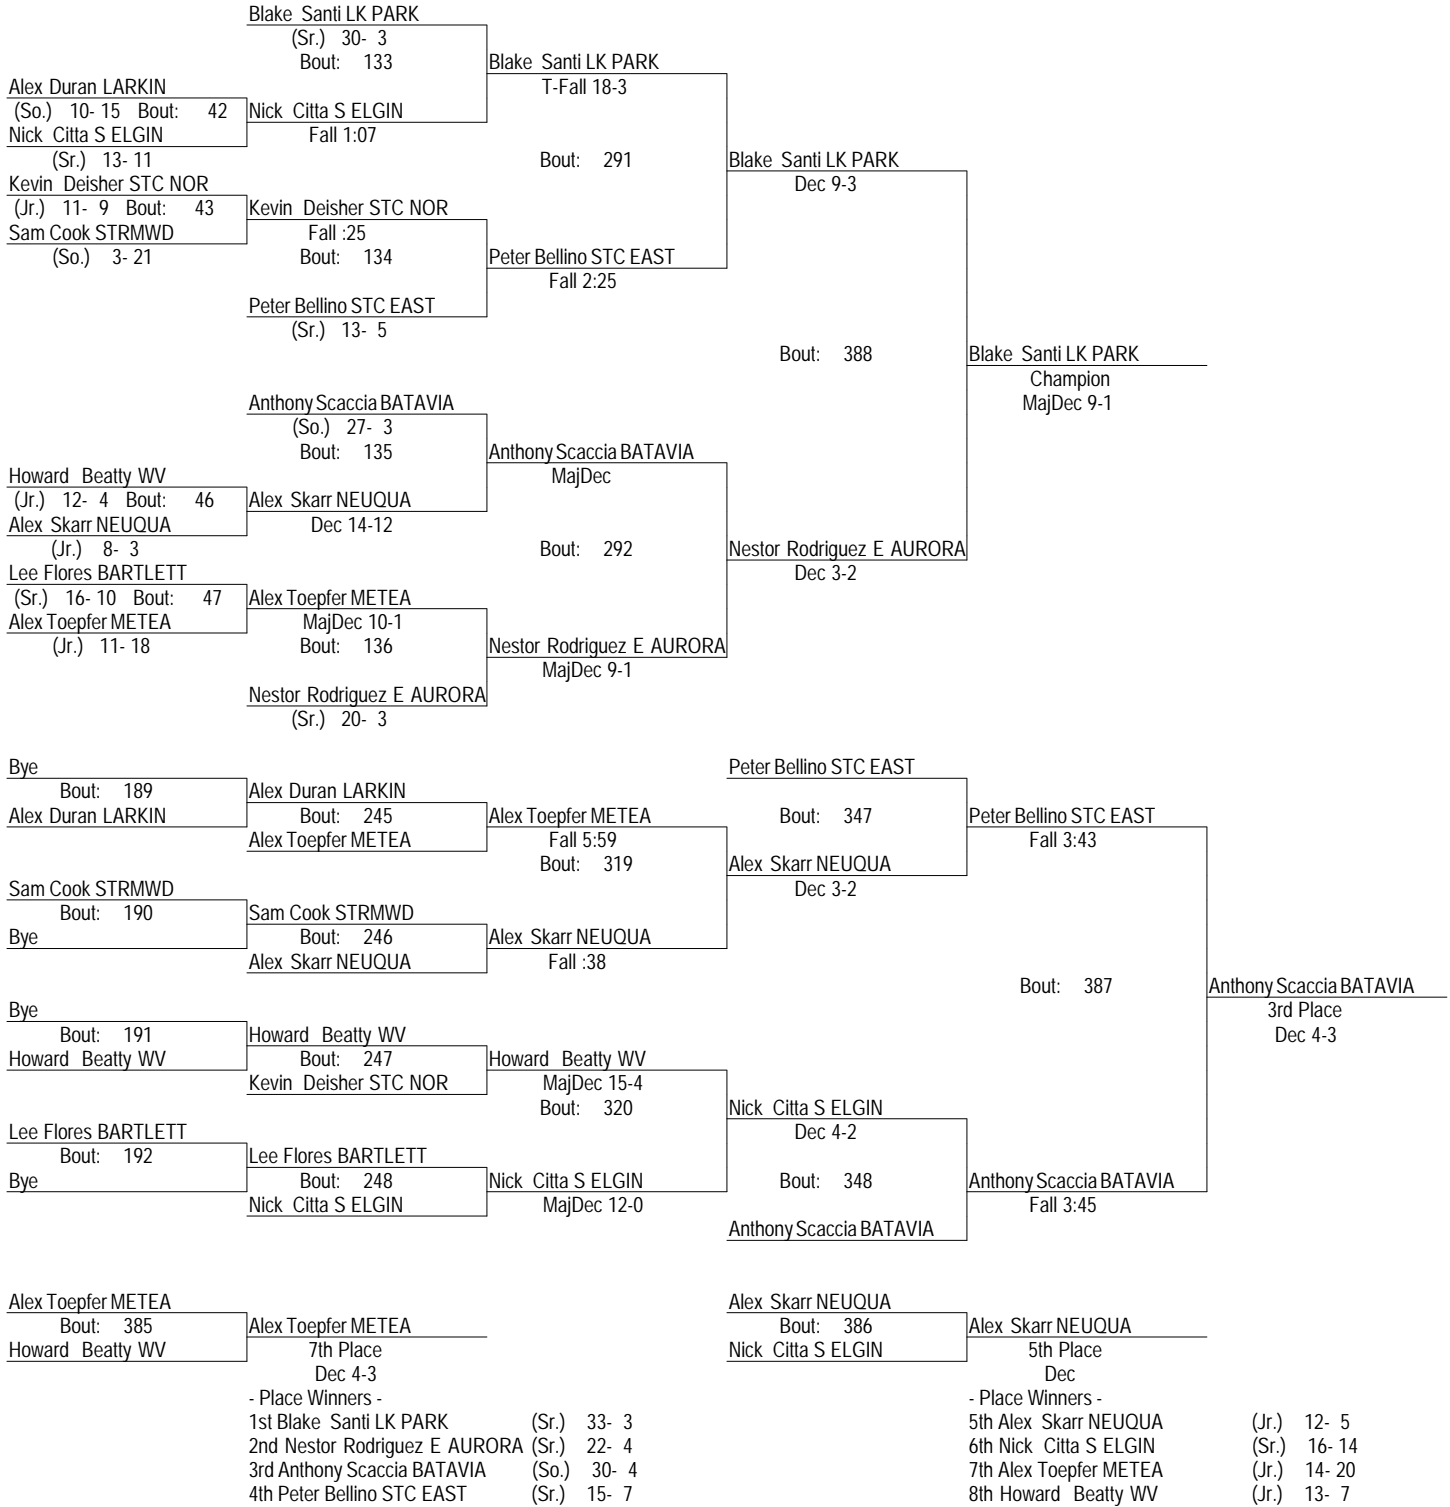 Blake Santi LK PARK
(Sr.) 30- 3
Bout: 133
Blake Santi LK PARK
T-Fall 18-3
Alex Duran LARKIN
(So.) 10- 15 Bout: 42
Nick Citta S ELGIN
Nick Citta S ELGIN
Fall 1:07
(Sr.) 13- 11
Bout: 291
Blake Santi LK PARK
Dec 9-3
Kevin Deisher STC NOR
(Jr.) 11- 9 Bout: 43
Kevin Deisher STC NOR
Sam Cook STRMWD
Fall :25
(So.) 3- 21
Bout: 134
Peter Bellino STC EAST
Fall 2:25
Peter Bellino STC EAST
(Sr.) 13- 5
Bout: 388
Blake Santi LK PARK
Champion
MajDec 9-1
Anthony Scaccia BATAVIA
(So.) 27- 3
Bout: 135
Anthony Scaccia BATAVIA
MajDec
Howard Beatty WV
(Jr.) 12- 4 Bout: 46
Alex Skarr NEUQUA
Alex Skarr NEUQUA
Dec 14-12
(Jr.) 8- 3
Bout: 292
Nestor Rodriguez E AURORA
Dec 3-2
Lee Flores BARTLETT
(Sr.) 16- 10 Bout: 47
Alex Toepfer METEA
Alex Toepfer METEA
MajDec 10-1
(Jr.) 11- 18
Bout: 136
Nestor Rodriguez E AURORA
MajDec 9-1
Nestor Rodriguez E AURORA
(Sr.) 20- 3
Bye
Bout: 189
Alex Duran LARKIN
Alex Duran LARKIN
Bout: 245
Alex Toepfer METEA
Alex Toepfer METEA
Fall 5:59
Bout: 319
Peter Bellino STC EAST
Bout: 347
Peter Bellino STC EAST
Fall 3:43
Alex Skarr NEUQUA
Dec 3-2
Sam Cook STRMWD
Bout: 190
Bye
Sam Cook STRMWD
Bout: 246
Alex Skarr NEUQUA
Alex Skarr NEUQUA
Fall :38
Bout: 387
Anthony Scaccia BATAVIA
3rd Place
Dec 4-3
Bye
Bout: 191
Howard Beatty WV
Howard Beatty WV
Bout: 247
Kevin Deisher STC NOR
Howard Beatty WV
MajDec 15-4
Bout: 320
Nick Citta S ELGIN
Dec 4-2
Lee Flores BARTLETT
Bout: 192
Bye
Lee Flores BARTLETT
Bout: 248
Nick Citta S ELGIN
Nick Citta S ELGIN
MajDec 12-0
Bout: 348
Anthony Scaccia BATAVIA
Anthony Scaccia BATAVIA
Fall 3:45
Alex Toepfer METEA
Bout: 385
Howard Beatty WV
Alex Toepfer METEA
7th Place
Dec 4-3
Alex Skarr NEUQUA
Bout: 386
Nick Citta S ELGIN
Alex Skarr NEUQUA
5th Place
Dec
- Place Winners -
1st Blake Santi LK PARK (Sr.) 33- 3
2nd Nestor Rodriguez E AURORA (Sr.) 22- 4
3rd Anthony Scaccia BATAVIA (So.) 30- 4
4th Peter Bellino STC EAST (Sr.) 15- 7
- Place Winners -
5th Alex Skarr NEUQUA (Jr.) 12- 5
6th Nick Citta S ELGIN (Sr.) 16- 14
7th Alex Toepfer METEA (Jr.) 14- 20
8th Howard Beatty WV (Jr.) 13- 7